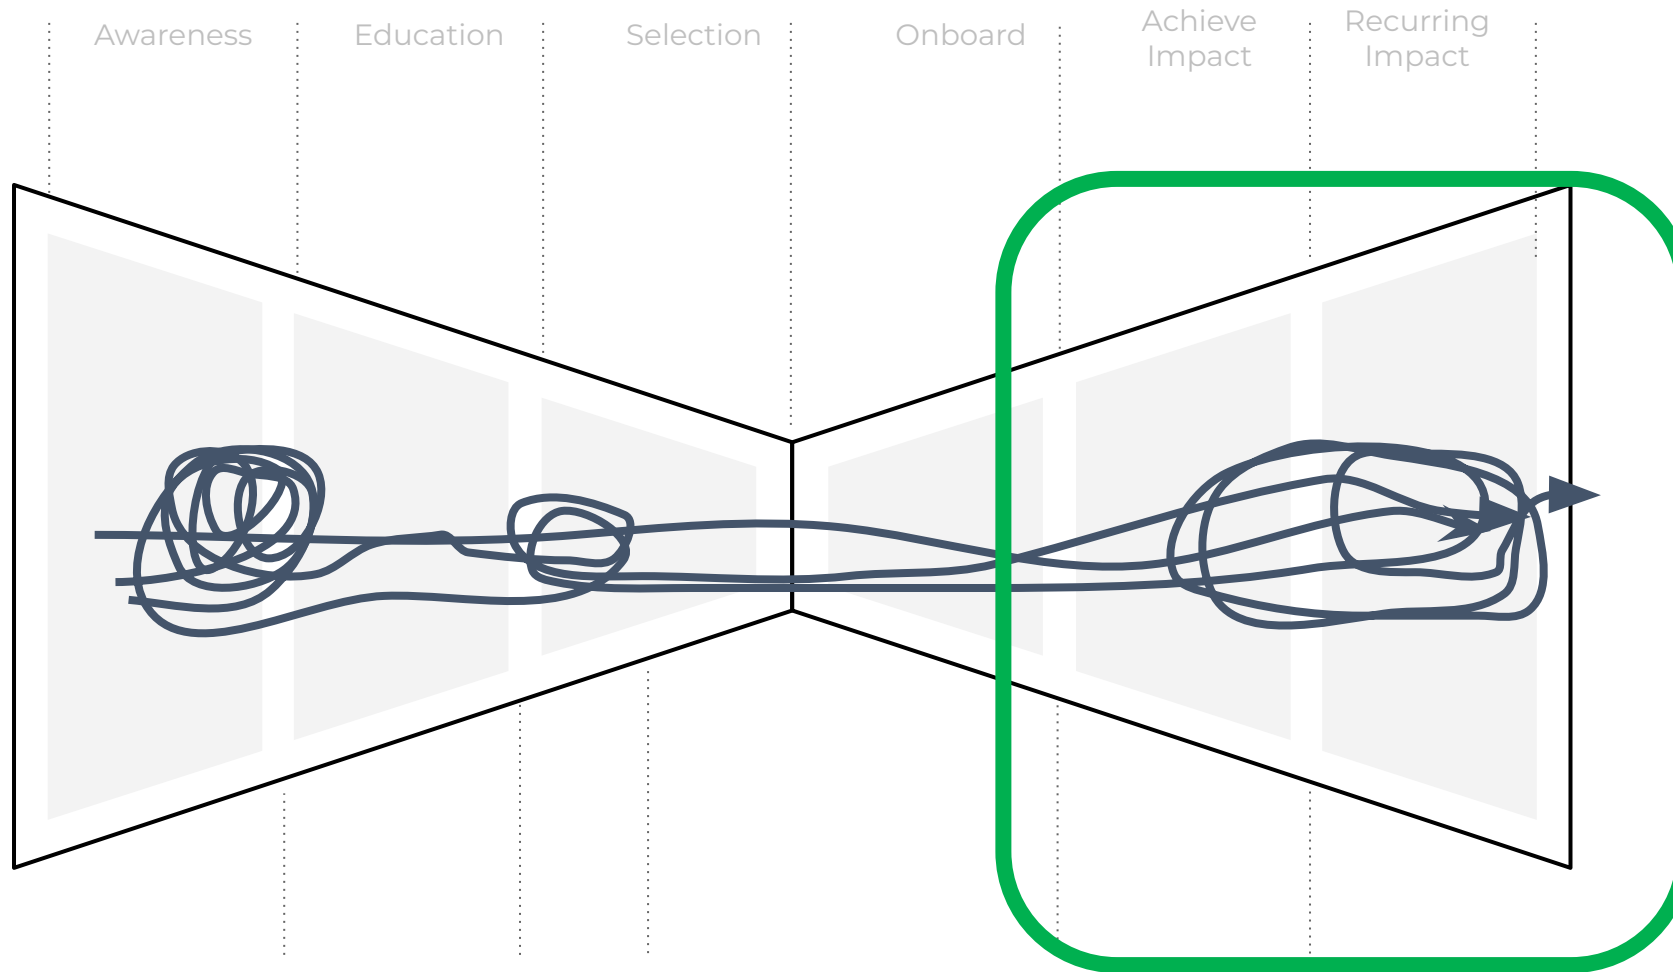 Awareness
Education
Selection
Onboard
Achieve
Impact
Recurring
Impact